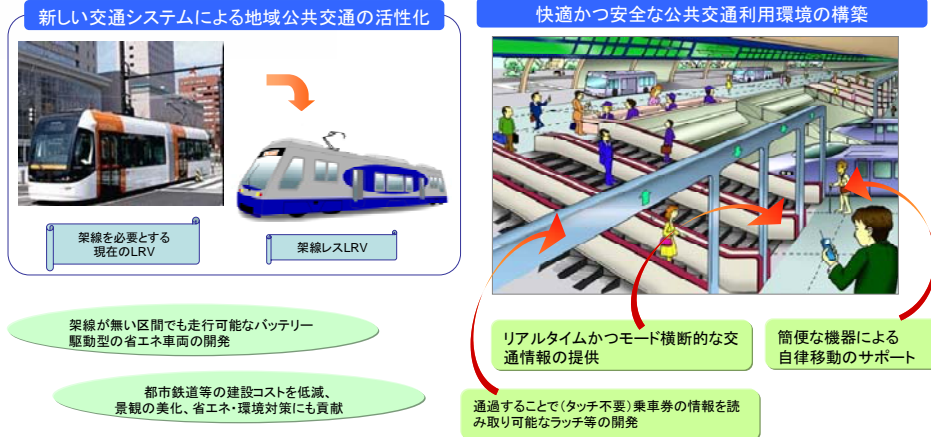 新しい交通システムによる地域公共交通の活性化
架線を必要とする
現在のLRV
架線レスLRV
架線が無い区間でも走行可能なバッテリー
駆動型の省エネ車両の開発
都市鉄道等の建設コストを低減、
景観の美化、省エネ・環境対策にも貢献
快適かつ安全な公共交通利用環境の構築
リアルタイムかつモード横断的な交
通情報の提供
簡便な機器による
自律移動のサポート
通過することで(タッチ不要)乗車券の情報を読
み取り可能なラッチ等の開発